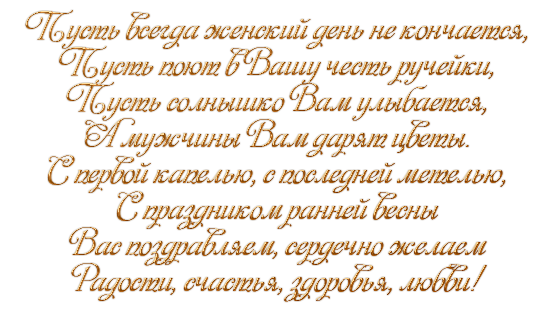 Пусть всегда женский день не кончается,
Пусть поют в Вашу честь ручейки,
Пусть солнышко Вам улыбается,
А мужчины Вам дарят цветы.
С первой капелью, с последней метелью,
С праздником ранней весны
Вас поздравляем, сердечно желаем
Радости, счастья, здоровья, любви!